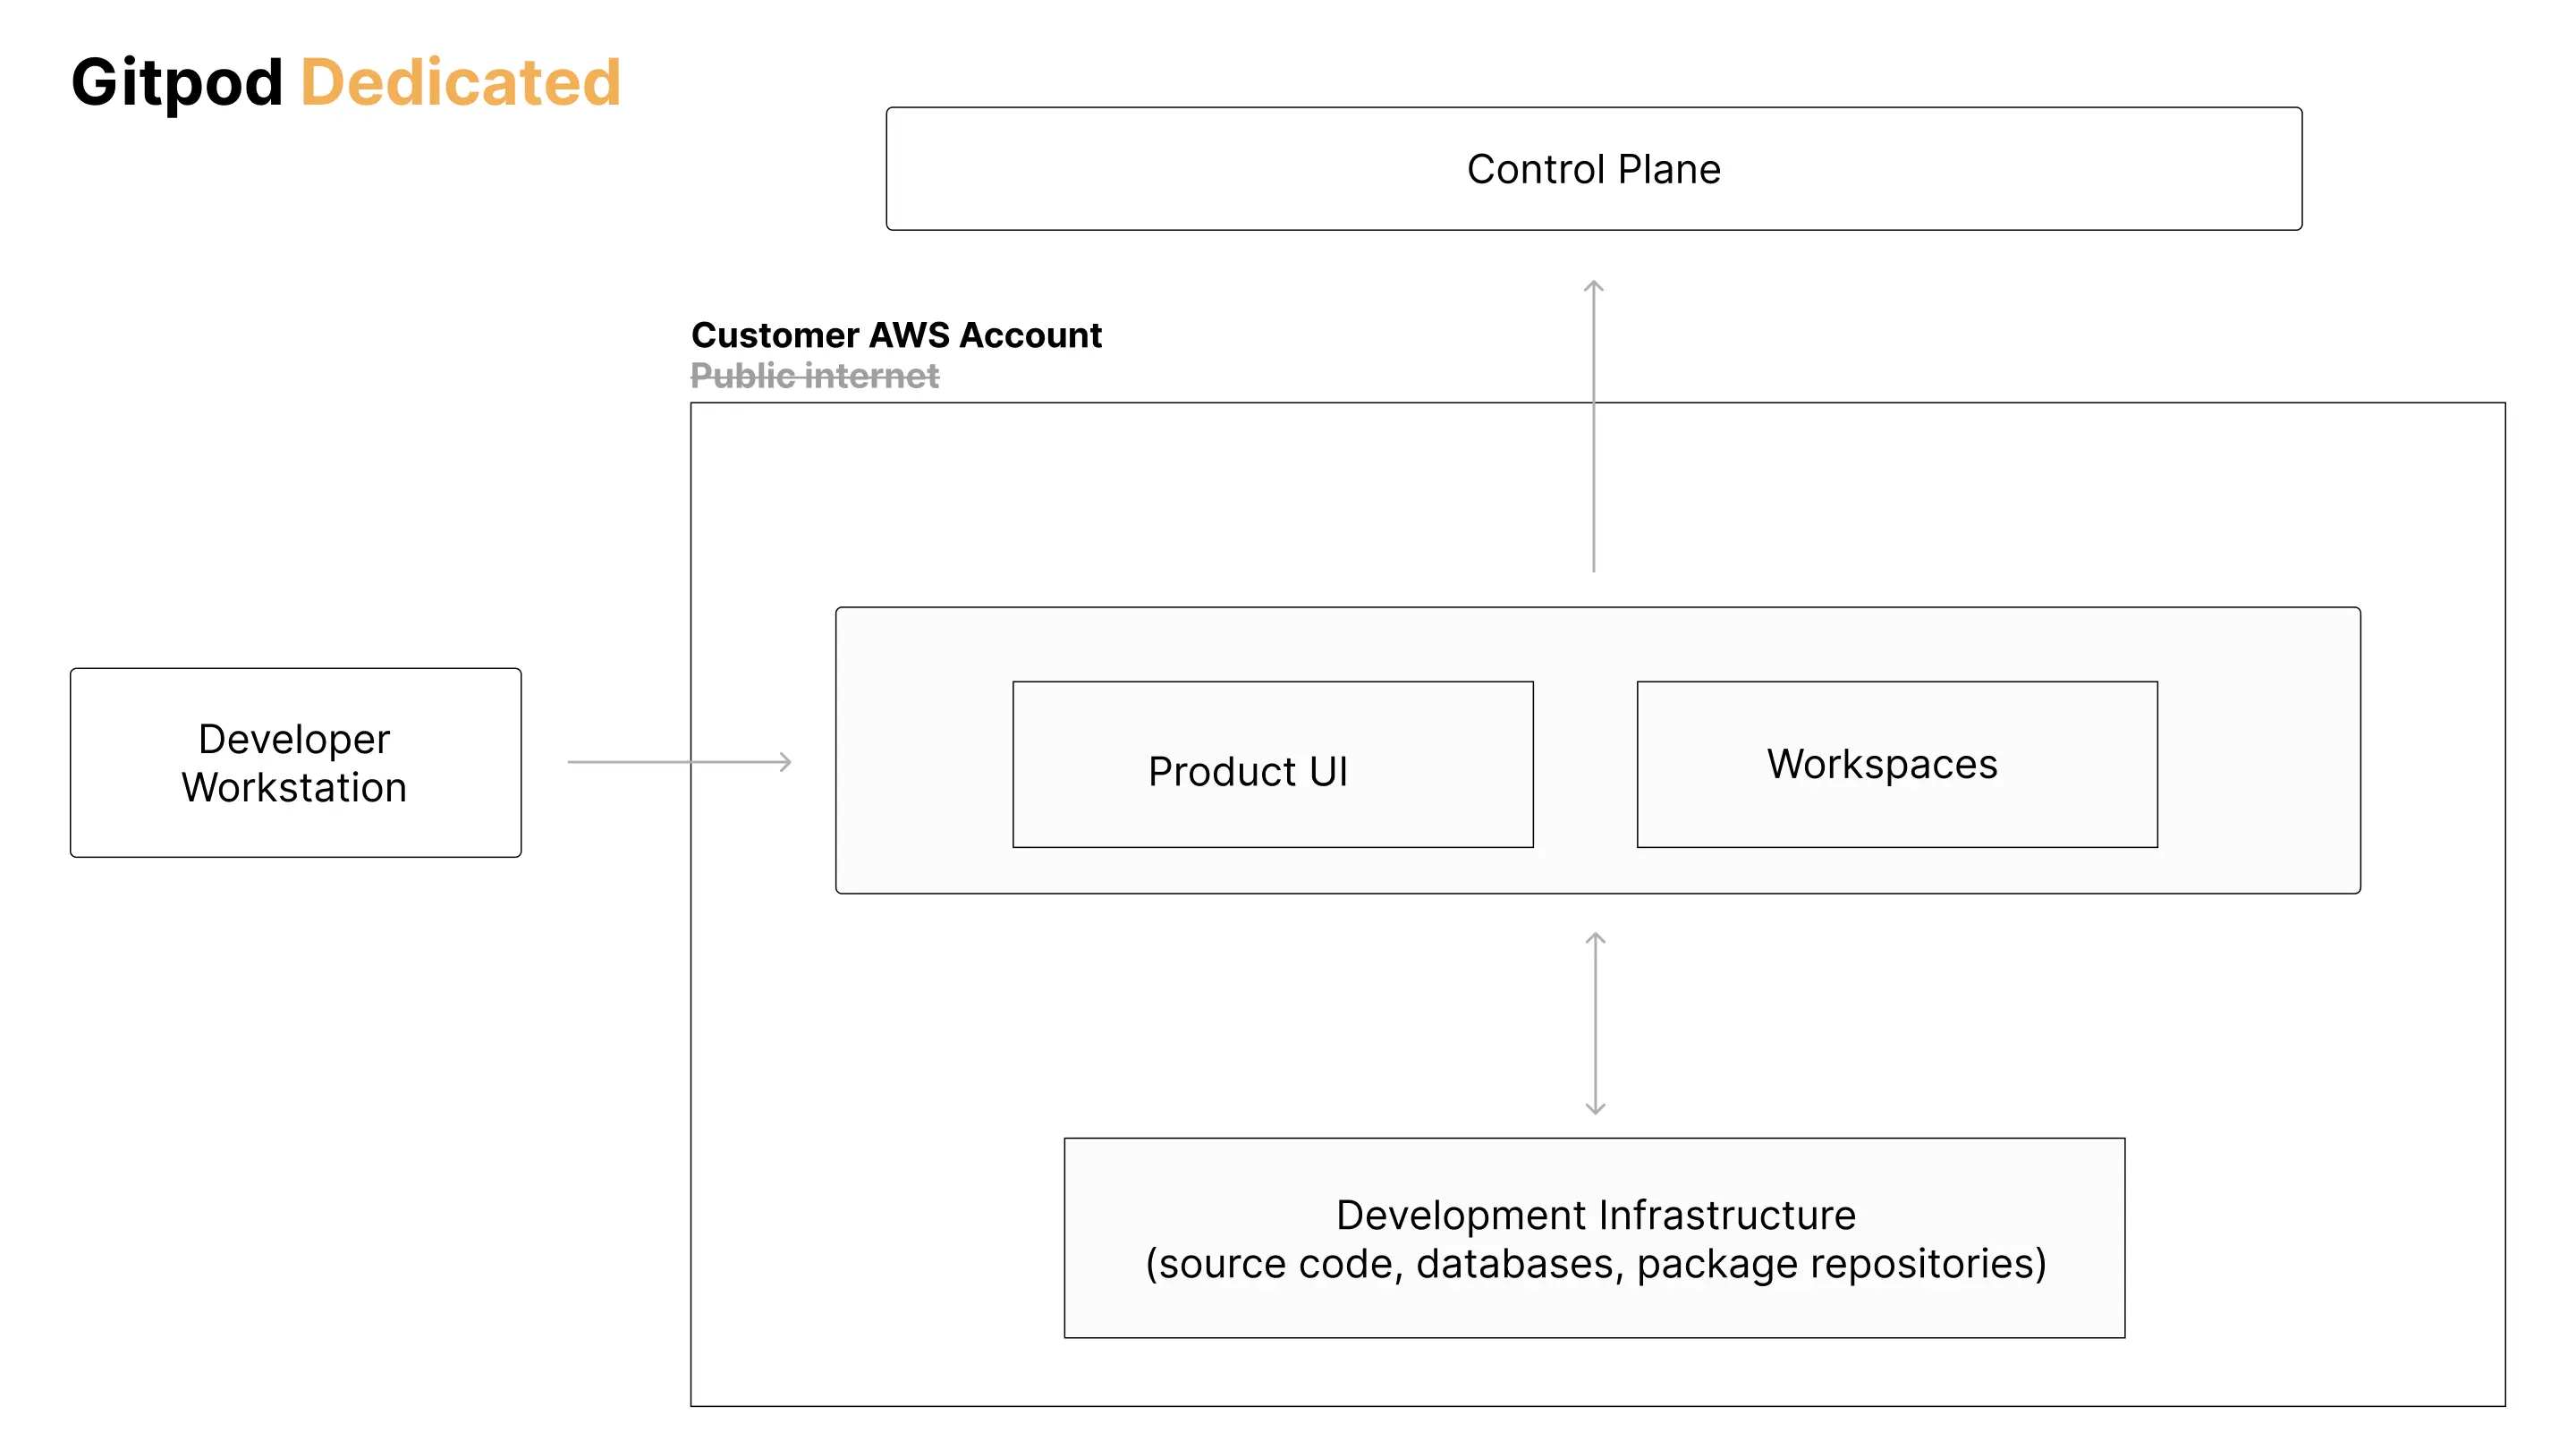 Gitpod Dedicated
Control Plane
Customer AWS Account
Public internet
Developer
Workstation
Product UI
Workspaces
Development Infrastructure
(source code, databases, package repositories)